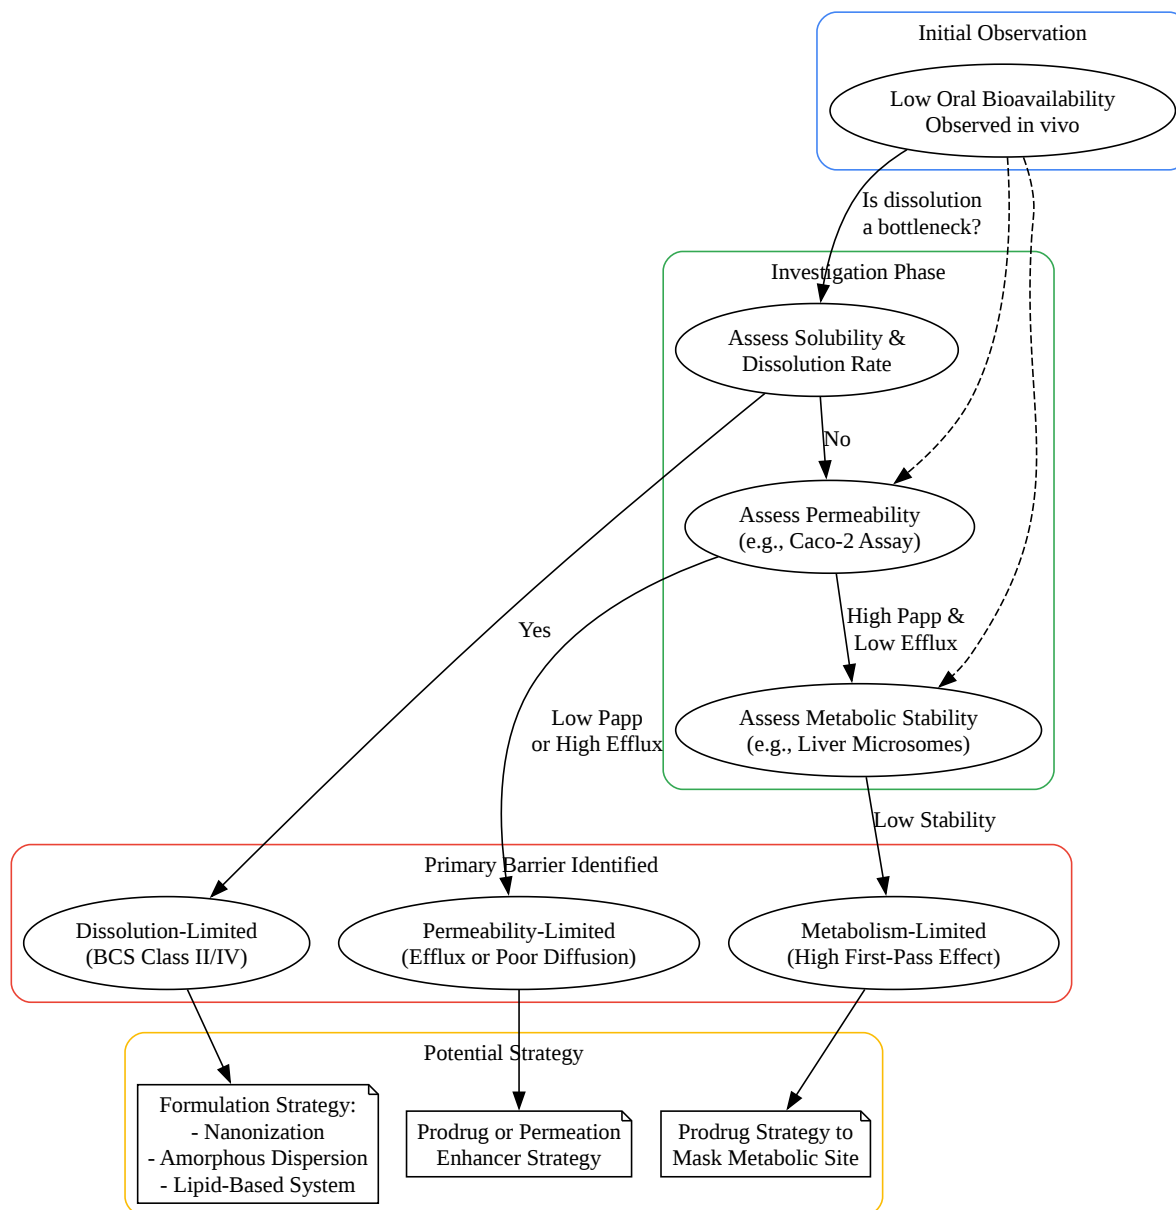 Initial Observation
Low Oral Bioavailability
Observed in vivo
Is dissolution
a bottleneck?
Investigation Phase
Assess Solubility &
Dissolution Rate
No
Assess Permeability
(e.g., Caco-2 Assay)
Yes
High Papp &
Low Efflux
Low Papp
or High Efflux
Assess Metabolic Stability
(e.g., Liver Microsomes)
Low Stability
Primary Barrier Identified
Dissolution-Limited
(BCS Class II/IV)
Permeability-Limited
(Efflux or Poor Diffusion)
Metabolism-Limited
(High First-Pass Effect)
Potential Strategy
Formulation Strategy:
- Nanonization
- Amorphous Dispersion
- Lipid-Based System
Prodrug or Permeation
Enhancer Strategy
Prodrug Strategy to
Mask Metabolic Site